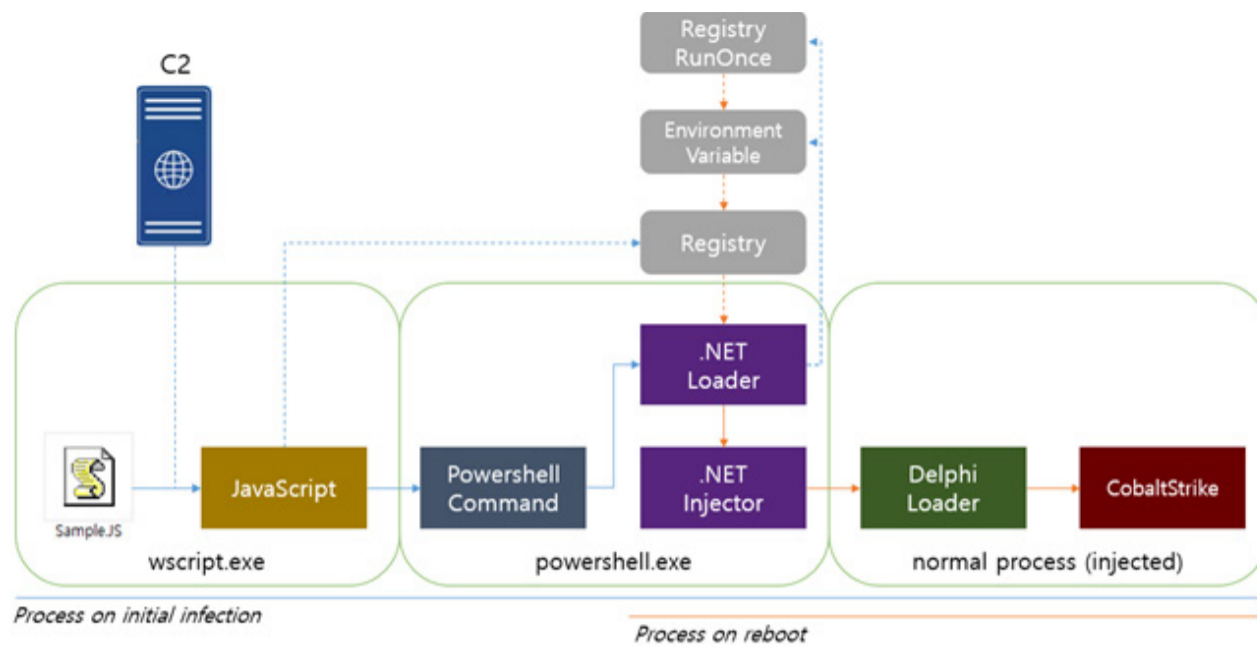 Registry
RunOnce
C2
Environment
Variable
Registry
.NET
Loader
Sample.JS
JavaScript
Powershell
Command
.NET
Injector
Delphi
Loader
CobaltStrike
wscript.exe
powershell.exe
normal process (injected)
Process on initial infection
Process on reboot